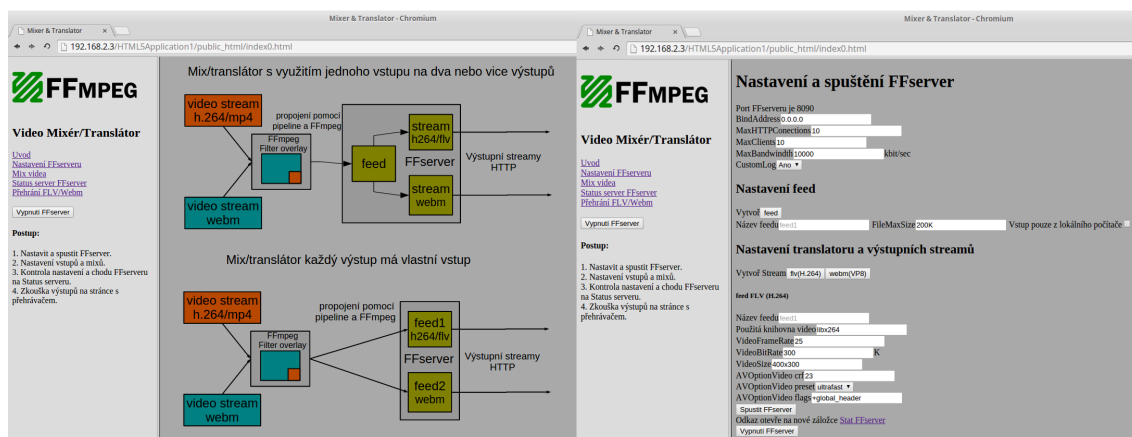 Mixer & Translator - Chromium
Mixer & Translator
192.168.2.3/HTML5Application1/public_html/index0.html
FFMPEG
Video Mixér/Translátor
Uvod
Nastavení FFserveru
Mix videa
Status server FFserver
Přehrání FLV/Webm
Vypnutí FFserver
Postup:
1. Nastavit a spustit FFserver.
2. Nastavení vstupů a mixů.
3. Kontrola nastavení a chodu FFserveru
na Status serveru.
4. Zkouška výstupů na stránce s
přehrávačem.
Mix/translátor s využitím jednoho vstupu na dva nebo vice výstupů
video stream
h.264/mp4
propojení pomocí
pipeline a FFmpeg
FFmpeg
Filter overlay
video stream
webm
feed
stream
h264/flv
FFserver
stream
webm
Výstupní streamy
HTTP
Mix/translátor každý výstup má vlastní vstup
video stream
h.264/mp4
propojení pomocí
pipeline a FFmpeg
FFmpeg
Filter overlay
video stream
webm
feed1
h264/flv
FFserver
feed2
webm
Výstupní streamy
HTTP
Mixer & Translator - Chromium
Mixer & Translator
192.168.2.3/HTML5Application1/public_html/index0.html
FFMPEG
Video Mixér/Translátor
Uvod
Nastavení FFserveru
Mix videa
Status server FFserver
Přehrání FLV/Webm
Vypnutí FFserver
Postup:
1. Nastavit a spustit FFserver.
2. Nastavení vstupů a mixů.
3. Kontrola nastavení a chodu FFserveru
na Status serveru.
4. Zkouška výstupů na stránce s
přehrávačem.
Nastavení a spuštění FFserver
Port FFserveru je 8090
BindAddress 0.0.0.0
MaxHTTPConections 10
MaxClients 10
MaxBandwindth 10000 kbit/sec
CustomLog Ano
Nastavení feed
Vytvoř feed
Název feedu feed1 FileMaxSize 200K Vstup pouze z lokálního počítače
Nastavení translatoru a výstupních streamů
Vytvoř Stream flv(H.264) webm(VP8)
feed FLV (H.264)
Název feedu feed1
Použitá knihovna video libx264
VideoFrameRate 25
VideoBitRate 300 K
VideoSize 400x300
AVOptionVideo crf 23
AVOptionVideo preset ultrafast
AVOptionVideo flags +global_header
Spustit FFserver
Odkaz otevře na nové záložce Stat FFserver
Vypnutí FFserver